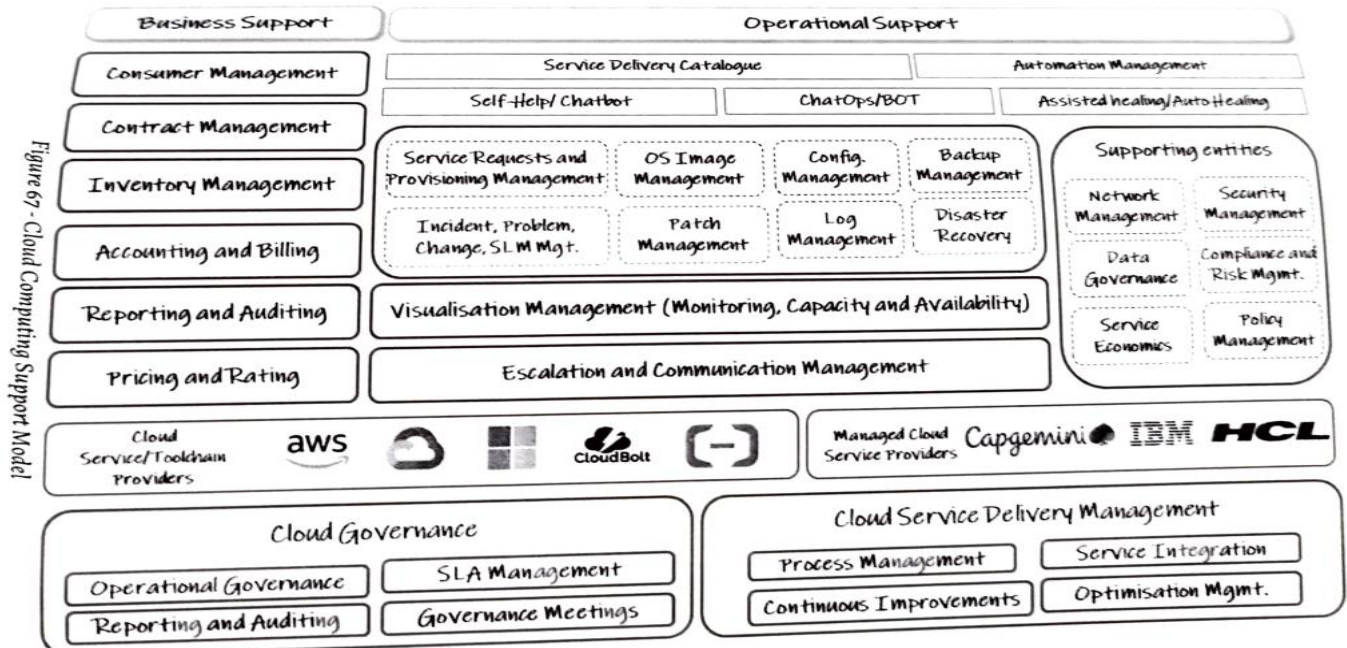 Business Support
Operational Support
Consumer Management
Contract Management
Inventory Management
Accounting and Billing
Reporting and Auditing
Pricing and Rating
Service Delivery Catalogue
Automation Management
Self-Help/ Chatbot
ChatOps/BOT
Assisted healing/Auto Healing
Service Requests and
Provisioning Management
OS Image
Management
Config.
Management
Backup
Management
Incident, Problem,
Change, SLM Mgt.
Patch
Management
Log
Management
Disaster
Recovery
Supporting entities
Network
Management
Security
Management
Data
Governance
Compliance and
Risk Mgmt.
Service
Economics
Policy
Management
Visualisation Management (Monitoring, Capacity and Availability)
Escalation and Communication Management
Cloud
Service/Toolchain
Providers
aws
CloudBolt
Managed Cloud
Service Providers
Capgemini
IBM
HCL
Cloud Governance
Operational Governance
SLA Management
Reporting and Auditing
Governance Meetings
Cloud Service Delivery Management
Process Management
Service Integration
Continuous Improvements
Optimisation Mgmt.
Figure 67 - Cloud Computing Support Model